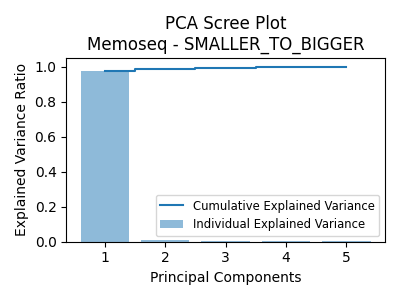 PCA Scree Plot
Memoseq - SMALLER_TO_BIGGER
Explained Variance Ratio
1.0
0.8
0.6
0.4
0.2
0.0
Cumulative Explained Variance
Individual Explained Variance
1 2 3 4 5
Principal Components